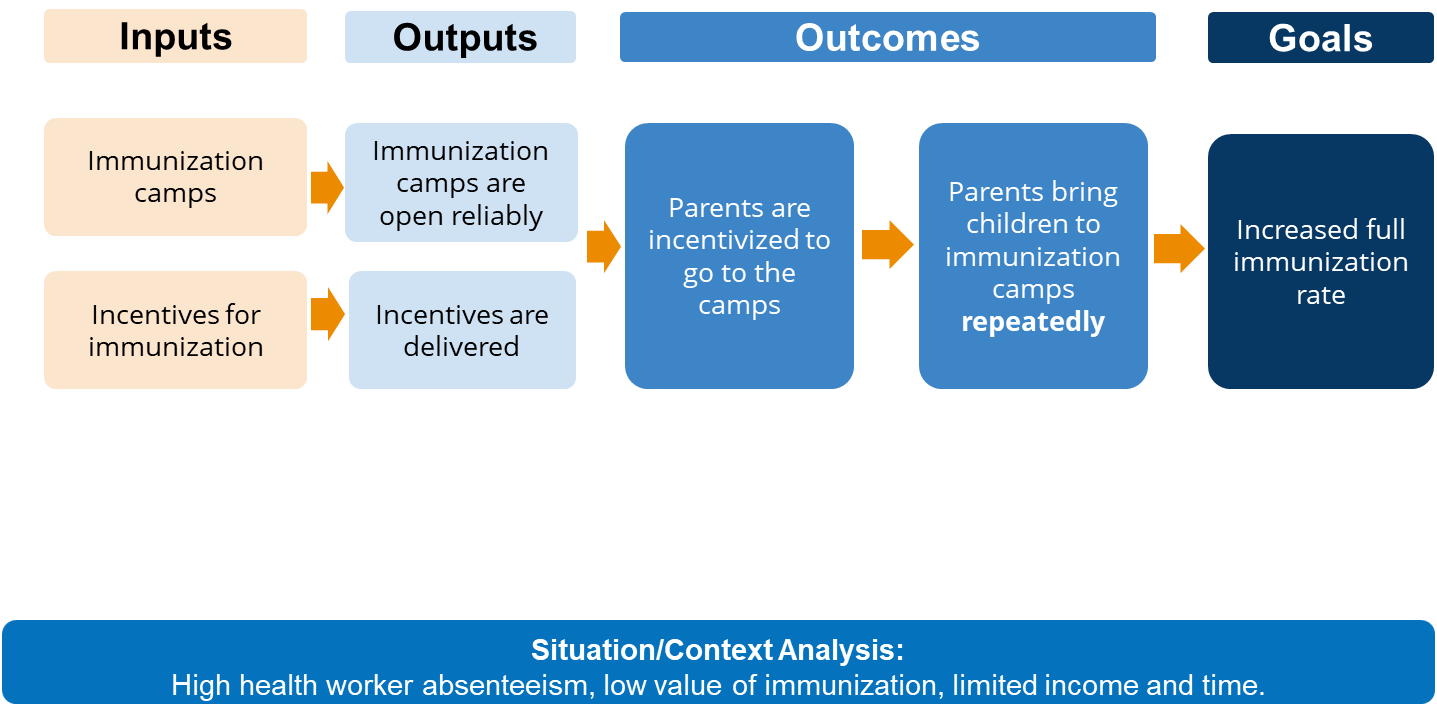 Inputs
Outputs
Outcomes
Goals
Immunization
camps
Immunization
camps are
open reliably
Incentives for
immunization
Incentives are
delivered
Parents are
incentivized to
go to the
camps
Parents bring
children to
immunization
camps
repeatedly
Increased full
immunization
rate
Situation/Context Analysis:
High health worker absenteeism, low value of immunization, limited income and time.